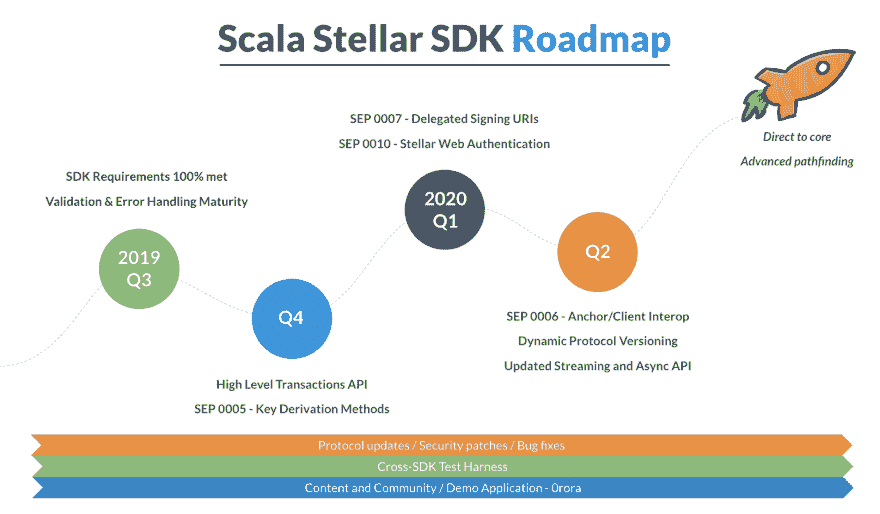 Scala Stellar SDK Roadmap
SDK Requirements 100% met
Validation & Error Handling Maturity
2019
Q3
Q4
High Level Transactions API
SEP 0005 - Key Derivation Methods
SEP 0007 - Delegated Signing URIs
SEP 0010 - Stellar Web Authentication
2020
Q1
Q2
SEP 0006 - Anchor/Client Interop
Dynamic Protocol Versioning
Updated Streaming and Async API
Direct to core
Advanced pathfinding
Protocol updates / Security patches / Bug fixes
Cross-SDK Test Harness
Content and Community / Demo Application - 0rora